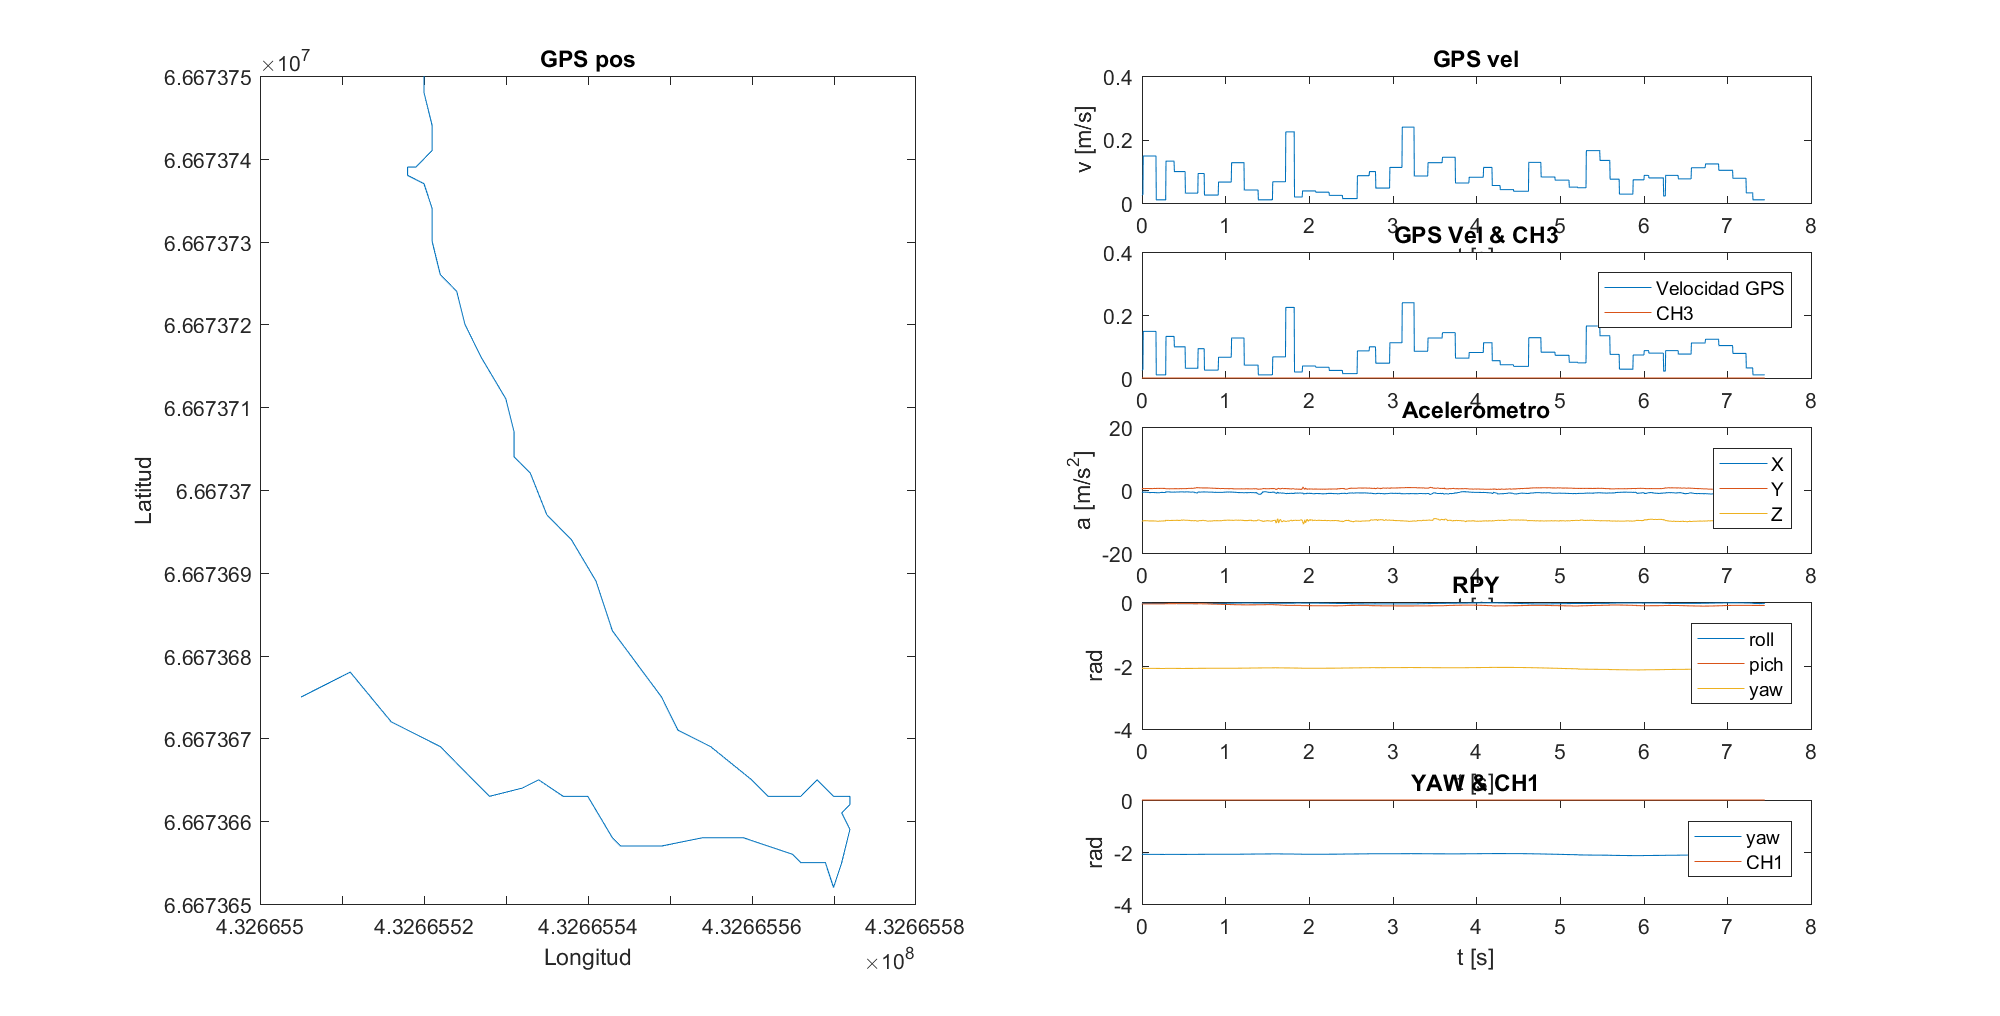 GPS pos
×10⁷
6.667375
6.667374
6.667373
6.667372
6.667371
6.66737
6.667369
6.667368
6.667367
6.667366
6.667365
Latitud
4.326655 4.3266552 4.3266554 4.3266556 4.3266558
Longitud
×10⁸
GPS vel
0.4
0.2
0
v [m/s]
0 1 2 3 4 5 6 7 8
GPS Vel & CH3
0.4
0.2
0
Velocidad GPS
CH3
0 1 2 3 4 5 6 7 8
Acelerometro
20
0
-20
a [m/s²]
X
Y
Z
0 1 2 3 4 5 6 7 8
RPY
0
-2
-4
rad
roll
pich
yaw
0 1 2 3 4 5 6 7 8
t [s]
YAW & CH1
0
-2
-4
rad
yaw
CH1
0 1 2 3 4 5 6 7 8
t [s]